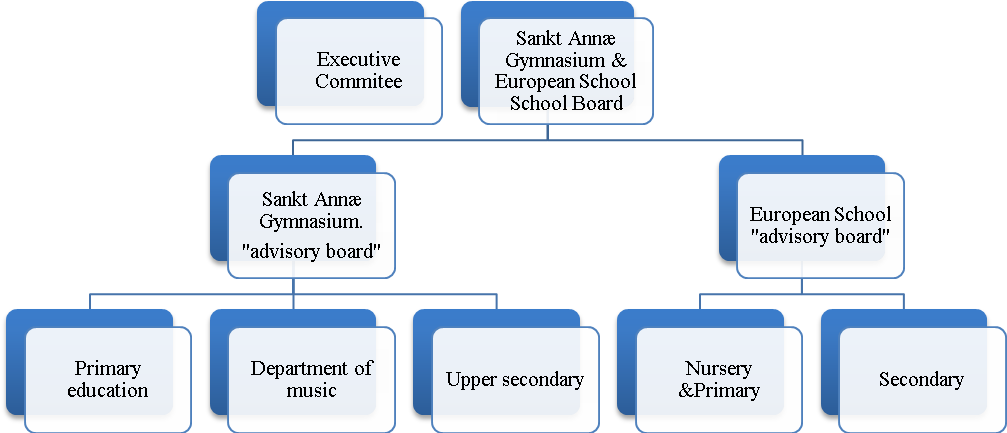 Executive
Commitee
Sankt Annæ
Gymnasium &
European School
School Board
Sankt Annæ
Gymnasium.
"advisory board"
European School
"advisory board"
Primary
education
Department of
music
Upper secondary
Nursery
&Primary
Secondary